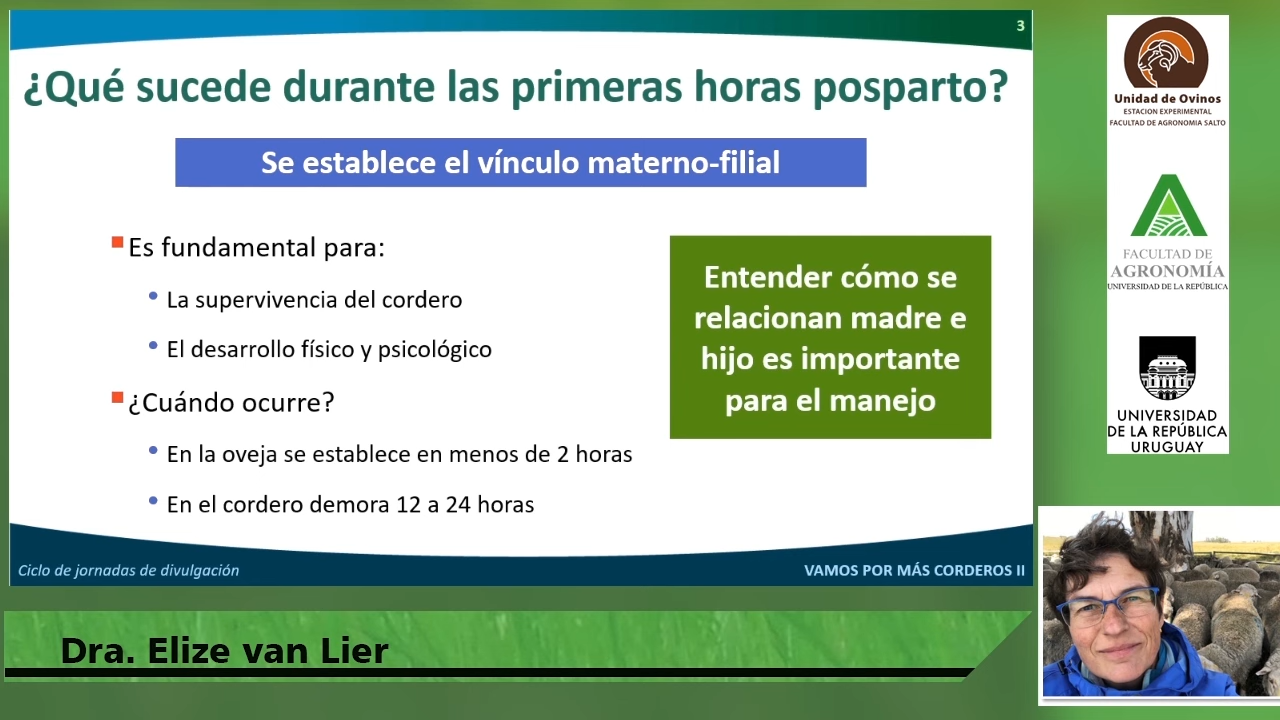 3
¿Qué sucede durante las primeras horas posparto?
Se establece el vínculo materno-filial
Es fundamental para:
La supervivencia del cordero
El desarrollo físico y psicológico
¿Cuándo ocurre?
En la oveja se establece en menos de 2 horas
En el cordero demora 12 a 24 horas
Entender cómo se
relacionan madre e
hijo es importante
para el manejo
Ciclo de jornadas de divulgación
VAMOS POR MÁS CORDEROS II
Dra. Elize van Lier
Unidad de Ovinos
ESTACION EXPERIMENTAL
FACULTAD DE AGRONOMIA SALTO
FACULTAD DE
AGRONOMÍA
UNIVERSIDAD DE LA REPÚBLICA
UNIVERSIDAD
DE LA REPÚBLICA
URUGUAY